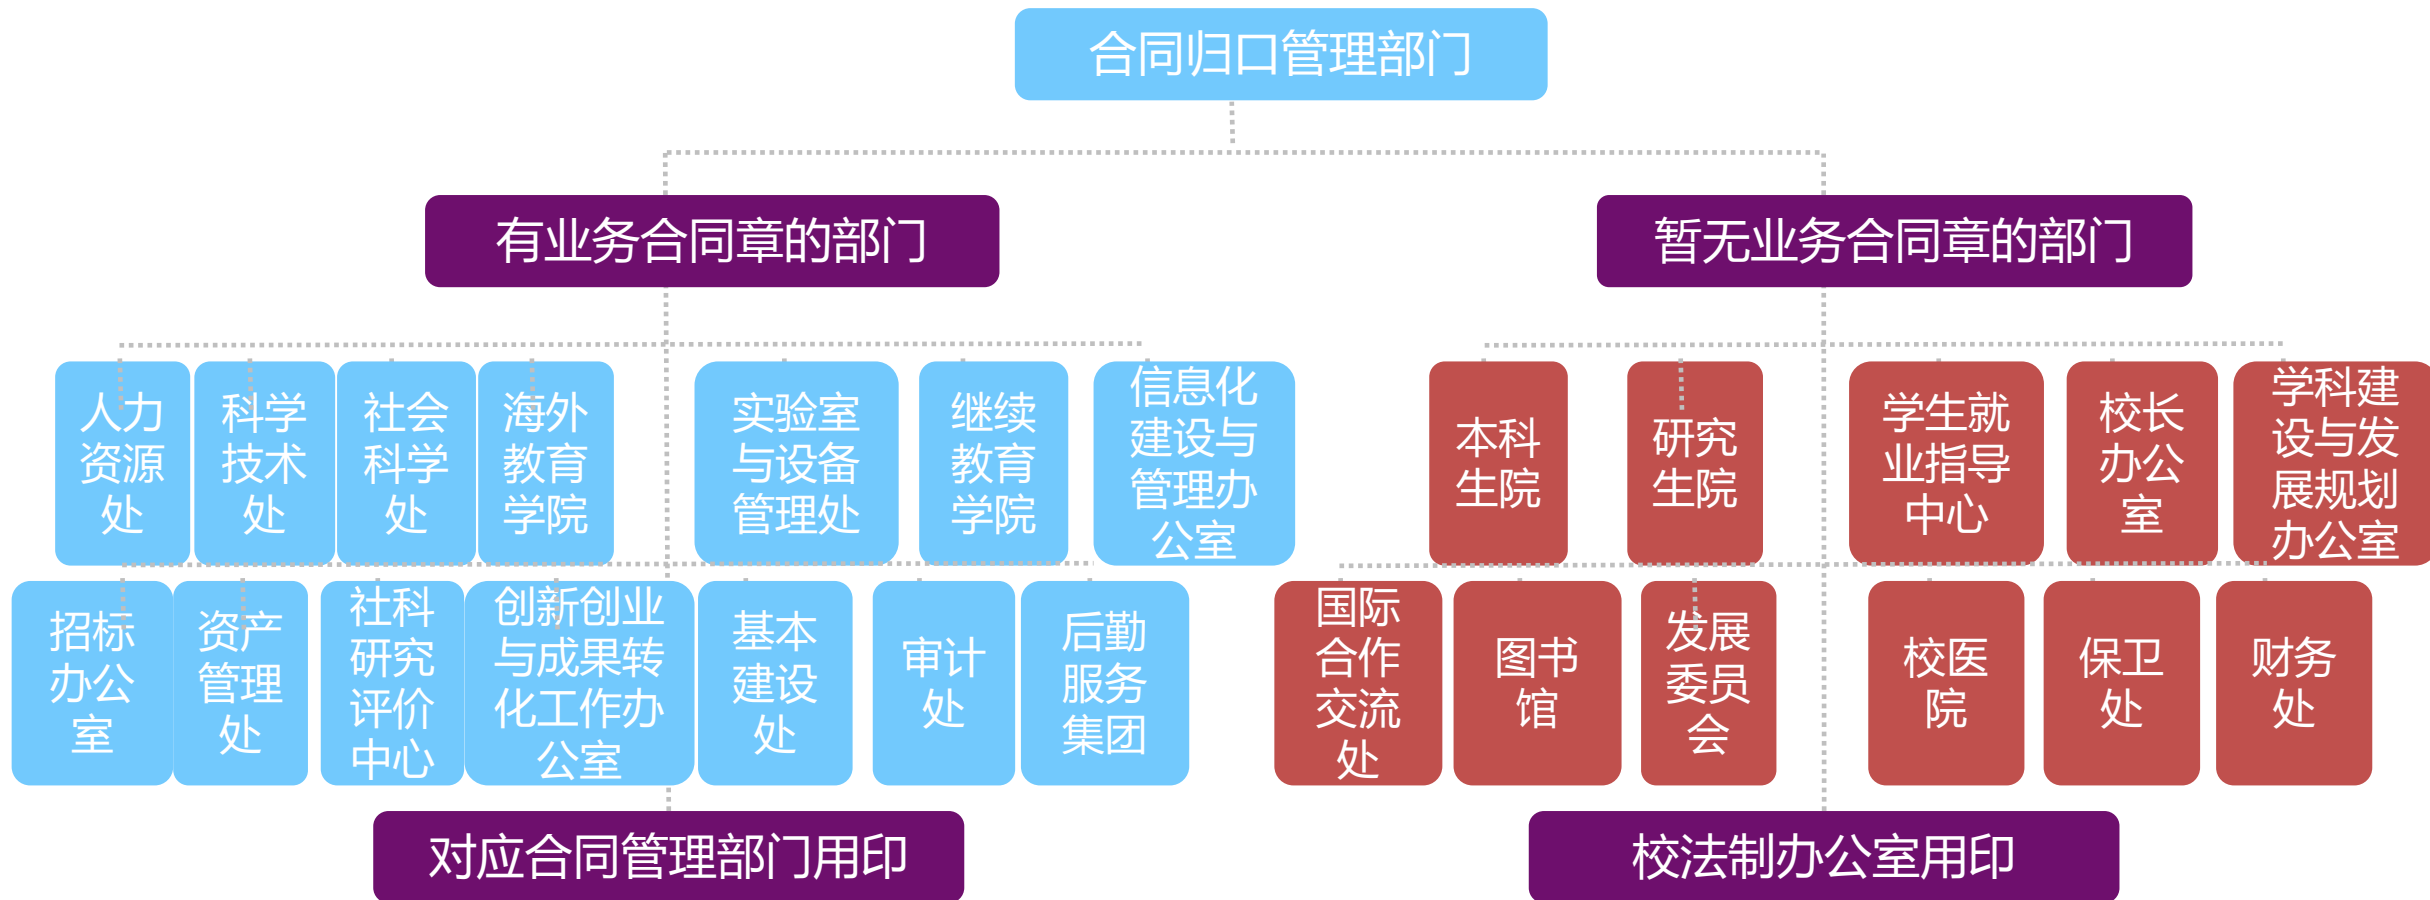 合同归口管理部门
有业务合同章的部门
暂无业务合同章的部门
人力
资源
处
科学
技术
处
社会
科学
处
海外
教育
学院
实验室
与设备
管理处
继续
教育
学院
信息化
建设与
管理办
公室
本科
生院
研究
生院
学生就
业指导
中心
校长
办公
室
学科建
设与发
展规划
办公室
招标
办公
室
资产
管理
处
社科
研究
评价
中心
创新创业
与成果转
化工作办
公室
基本
建设
处
审计
处
后勤
服务
集团
国际
合作
交流
处
图书
馆
发展
委员
会
校医
院
保卫
处
财务
处
对应合同管理部门用印
校法制办公室用印